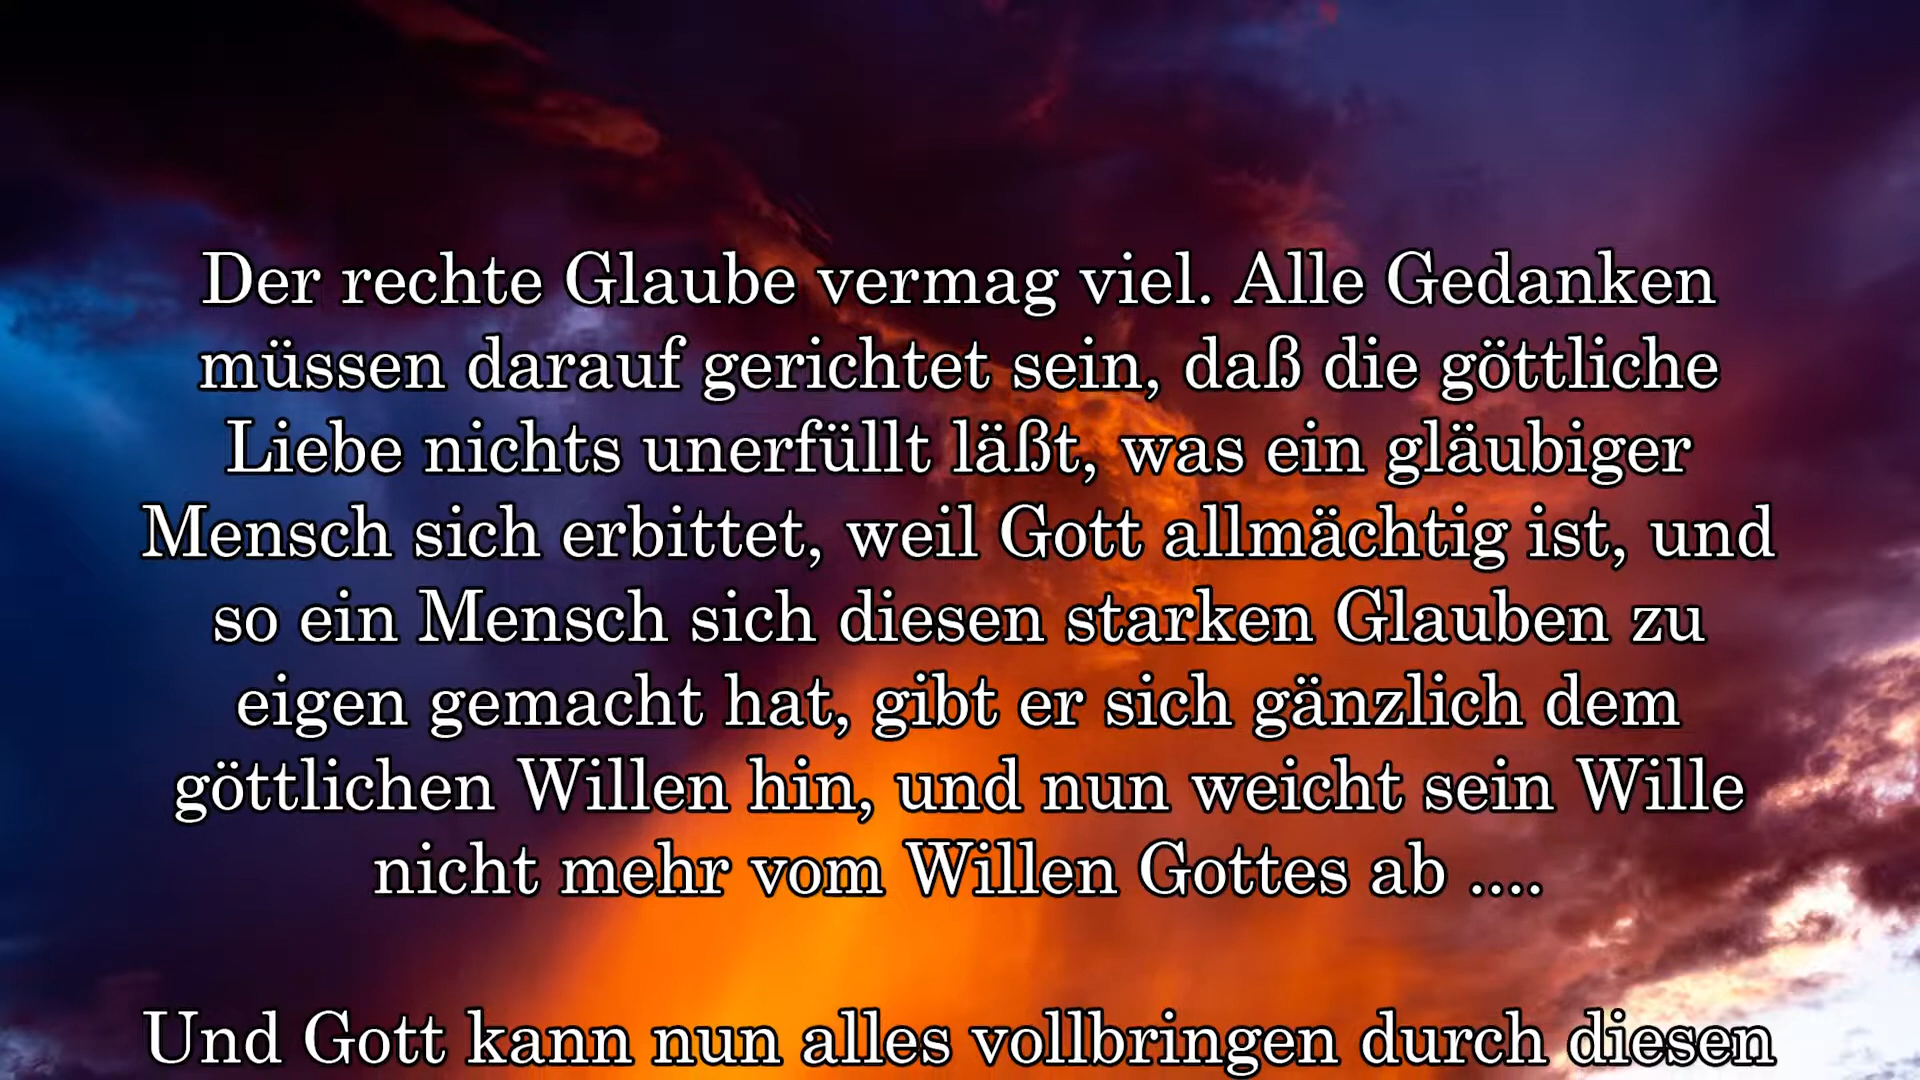 Der rechte Glaube vermag viel. Alle Gedanken
müssen darauf gerichtet sein, daß die göttliche
Liebe nichts unerfüllt läßt, was ein gläubiger
Mensch sich erbittet, weil Gott allmächtig ist, und
so ein Mensch sich diesen starken Glauben zu
eigen gemacht hat, gibt er sich gänzlich dem
göttlichen Willen hin, und nun weicht sein Wille
nicht mehr vom Willen Gottes ab ....
Und Gott kann nun alles vollbringen durch diesen